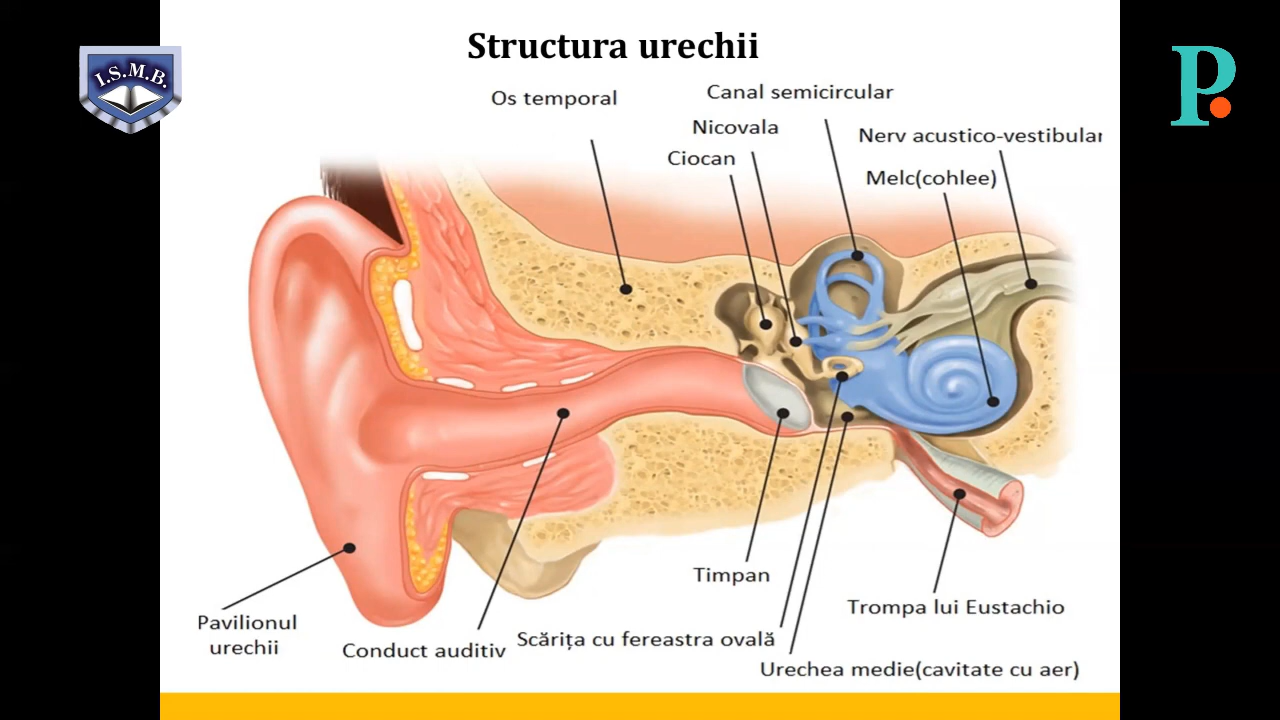 Structura urechii
I.S.M.B.
P.
Os temporal
Canal semicircular
Nicovala
Nerv acustico-vestibular
Ciocan
Melc(cohlee)
Timpan
Trompa lui Eustachio
Pavilionul
urechii
Conduct auditiv
Scărița cu fereastra ovală
Urechea medie(cavitate cu aer)